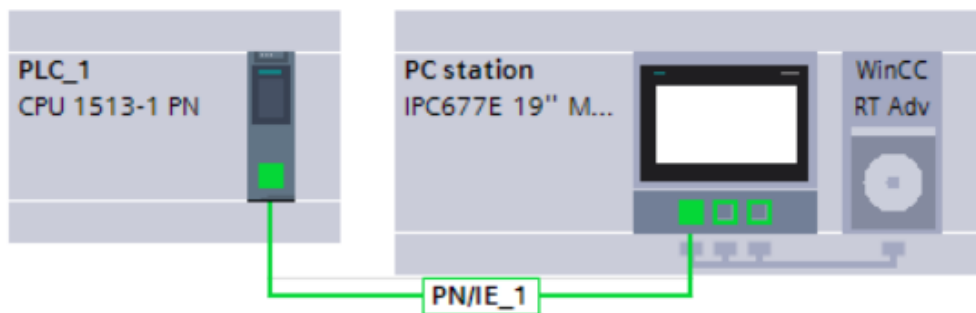 PLC_1
CPU 1513-1 PN
PC station
IPC677E 19" M...
WinCC
RT Adv
PN/IE_1